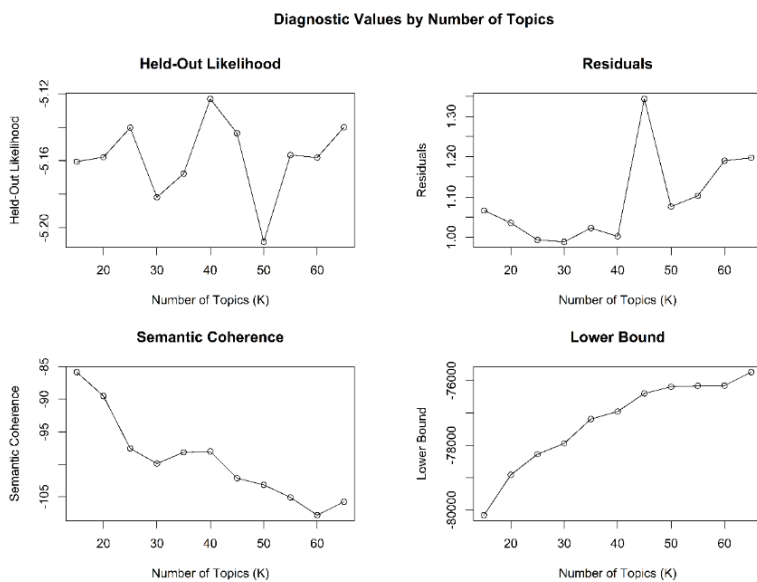 Diagnostic Values by Number of Topics
Held-Out Likelihood
Held-Out Likelihood
-5.12
-5.16
-5.20
20 30 40 50 60
Number of Topics (K)
Residuals
Residuals
1.30
1.20
1.10
1.00
20 30 40 50 60
Number of Topics (K)
Semantic Coherence
Semantic Coherence
-85
-90
-95
-105
20 30 40 50 60
Number of Topics (K)
Lower Bound
Lower Bound
-76000
-78000
-80000
20 30 40 50 60
Number of Topics (K)